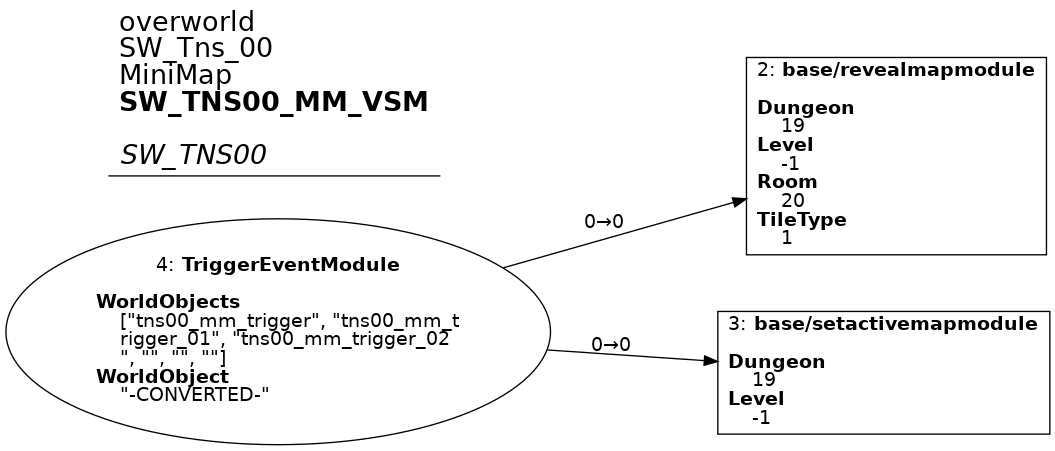 overworld
SW_Tns_00
MiniMap
SW_TNS00_MM_VSM
SW_TNS00
4: TriggerEventModule
WorldObjects
["tns00_mm_trigger", "tns00_mm_t
rigger_01", "tns00_mm_trigger_02
", "", "", ""]
WorldObject
"-CONVERTED-"
0→0
2: base/revealmapmodule
Dungeon
19
Level
-1
Room
20
TileType
1
0→0
3: base/setactivemapmodule
Dungeon
19
Level
-1